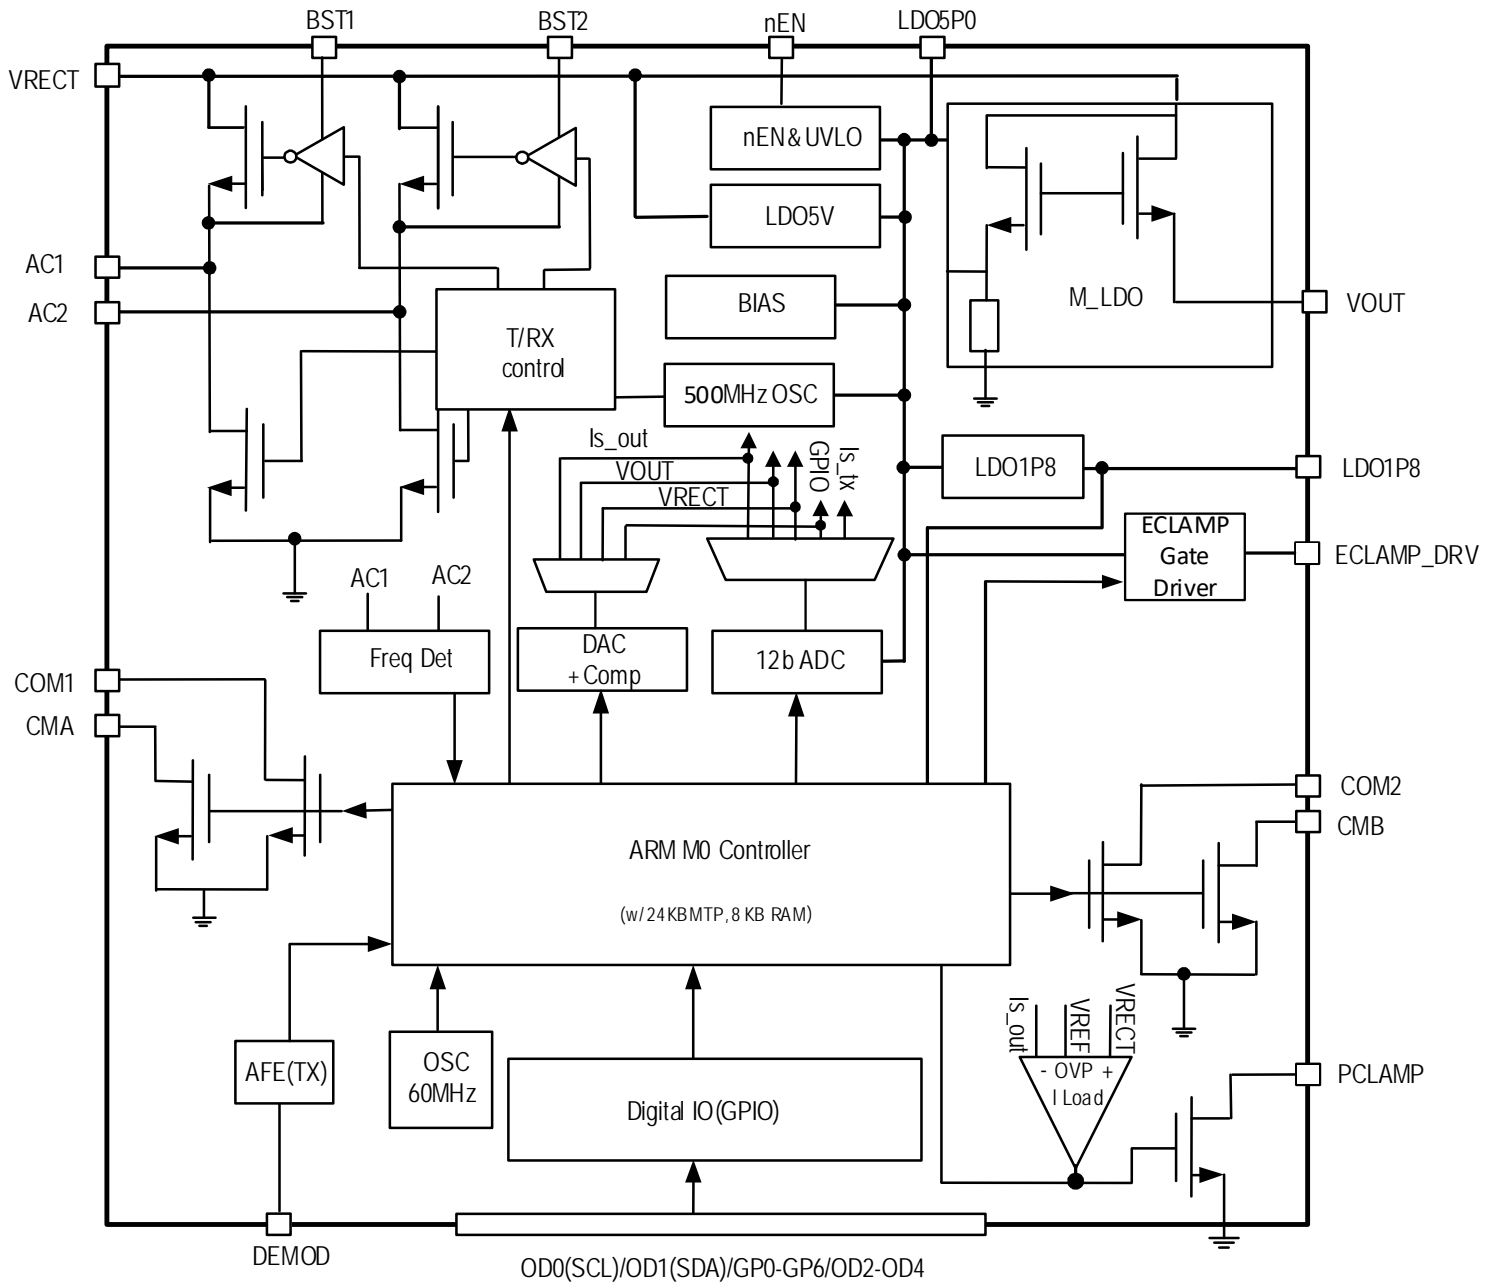 BST1
BST2
nEN
LDO5P0
VRECT
nEN & UVLO
LDO5V
AC1
AC2
BIAS
M_LDO
VOUT
T/RX
control
500MHz OSC
Is_out
VOUT
VRECT
GPIO
Is_tx
LDO1P8
LDO1P8
ECLAMP
Gate
Driver
ECLAMP_DRV
AC1
AC2
Freq Det
DAC
+ Comp
12b ADC
COM1
CMA
COM2
CMB
ARM M0 Controller
(w/ 24 KB MTP, 8 KB RAM)
Is_out
VREF
VRECT
- OVP +
I Load
PCLAMP
AFE(TX)
OSC
60MHz
Digital IO(GPIO)
DEMOD
OD0(SCL)/OD1(SDA)/GP0-GP6/OD2-OD4